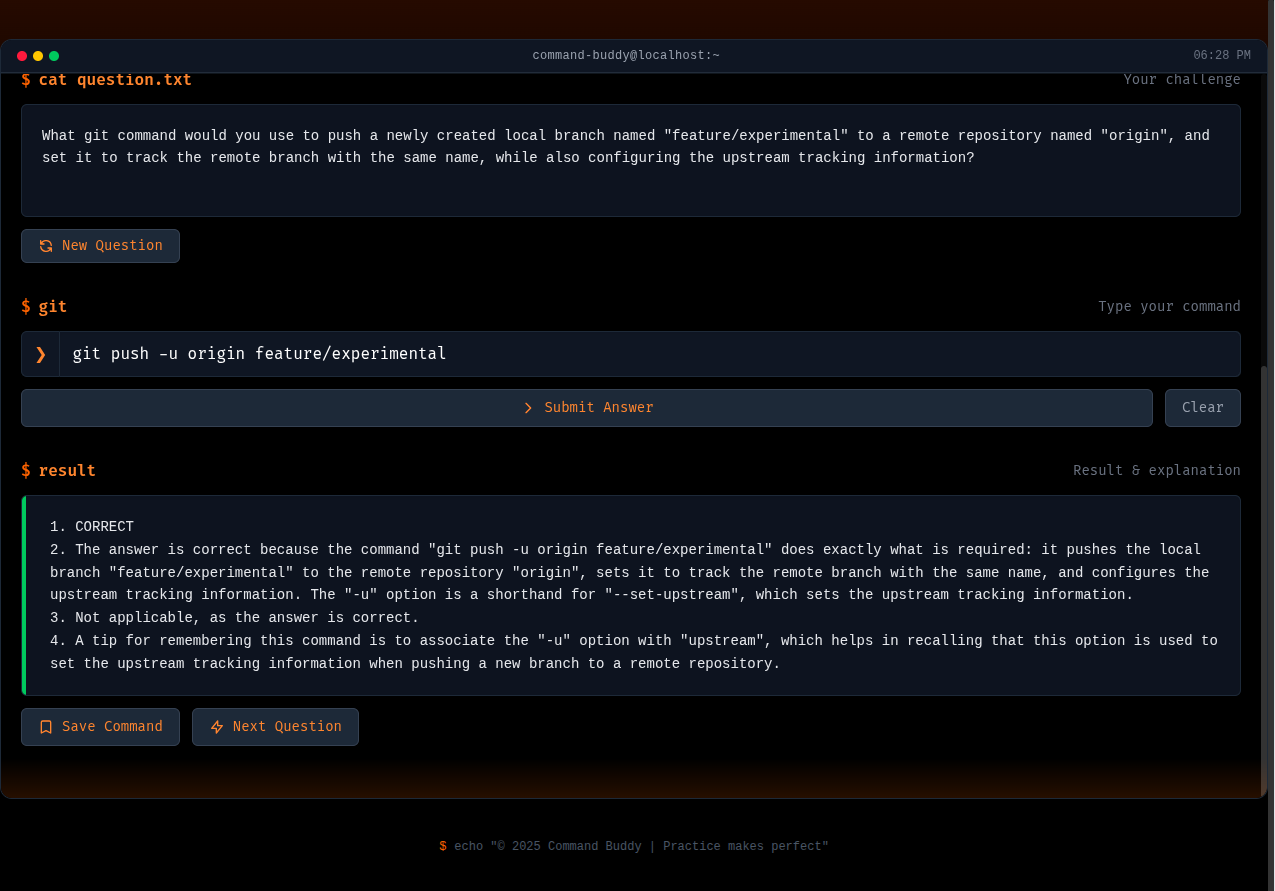 command-buddy@localhost:~ 06:28 PM
$ cat question.txt Your challenge
What git command would you use to push a newly created local branch named "feature/experimental" to a remote repository named "origin", and
set it to track the remote branch with the same name, while also configuring the upstream tracking information?
New Question
$ git Type your command
❯ git push -u origin feature/experimental
Submit Answer Clear
$ result Result & explanation
1. CORRECT
2. The answer is correct because the command "git push -u origin feature/experimental" does exactly what is required: it pushes the local
branch "feature/experimental" to the remote repository "origin", sets it to track the remote branch with the same name, and configures the
upstream tracking information. The "-u" option is a shorthand for "--set-upstream", which sets the upstream tracking information.
3. Not applicable, as the answer is correct.
4. A tip for remembering this command is to associate the "-u" option with "upstream", which helps in recalling that this option is used to
set the upstream tracking information when pushing a new branch to a remote repository.
Save Command Next Question
$ echo "© 2025 Command Buddy | Practice makes perfect"